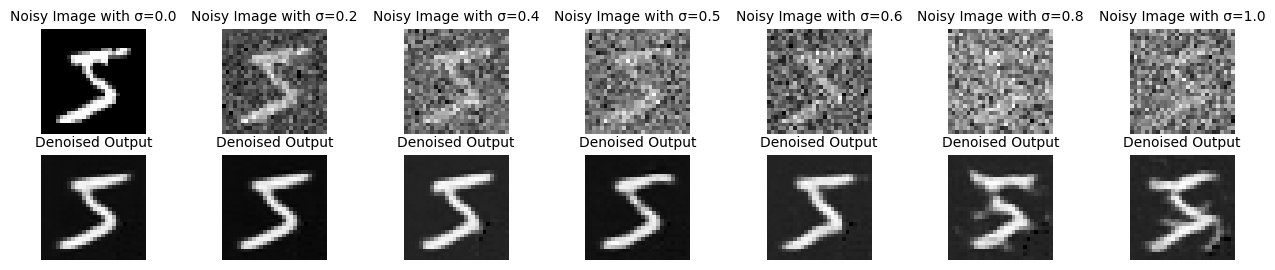 Noisy Image with σ=0.0 Noisy Image with σ=0.2 Noisy Image with σ=0.4 Noisy Image with σ=0.5 Noisy Image with σ=0.6 Noisy Image with σ=0.8 Noisy Image with σ=1.0
Denoised Output Denoised Output Denoised Output Denoised Output Denoised Output Denoised Output Denoised Output